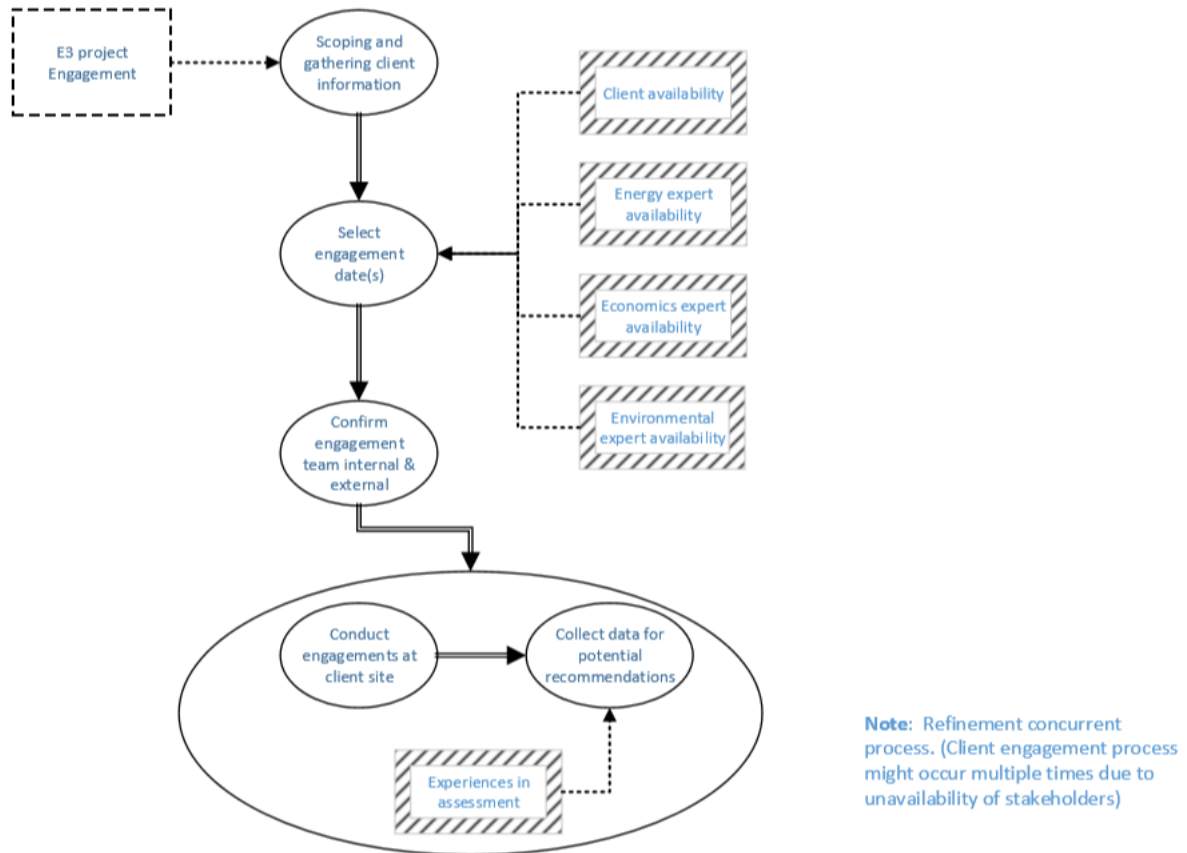 E3 project
Engagement
Scoping and
gathering client
information
Client availability
Energy expert
availability
Select
engagement
date(s)
Economics expert
availability
Environmental
expert availability
Confirm
engagement
team internal &
external
Conduct
engagements at
client site
Collect data for
potential
recommendations
Experiences in
assessment
Note:  Refinement concurrent
process. (Client engagement process
might occur multiple times due to
unavailability of stakeholders)